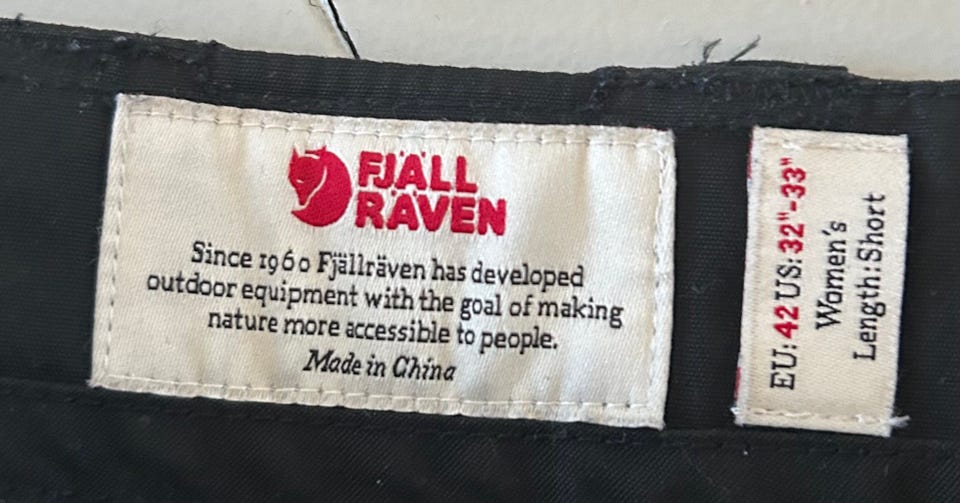 FJÄLL
RÄVEN
Since 1960 Fjällräven has developed
outdoor equipment with the goal of making
nature more accessible to people.
Made in China
EU: 42 US: 32"-33"
Women's
Length: Short